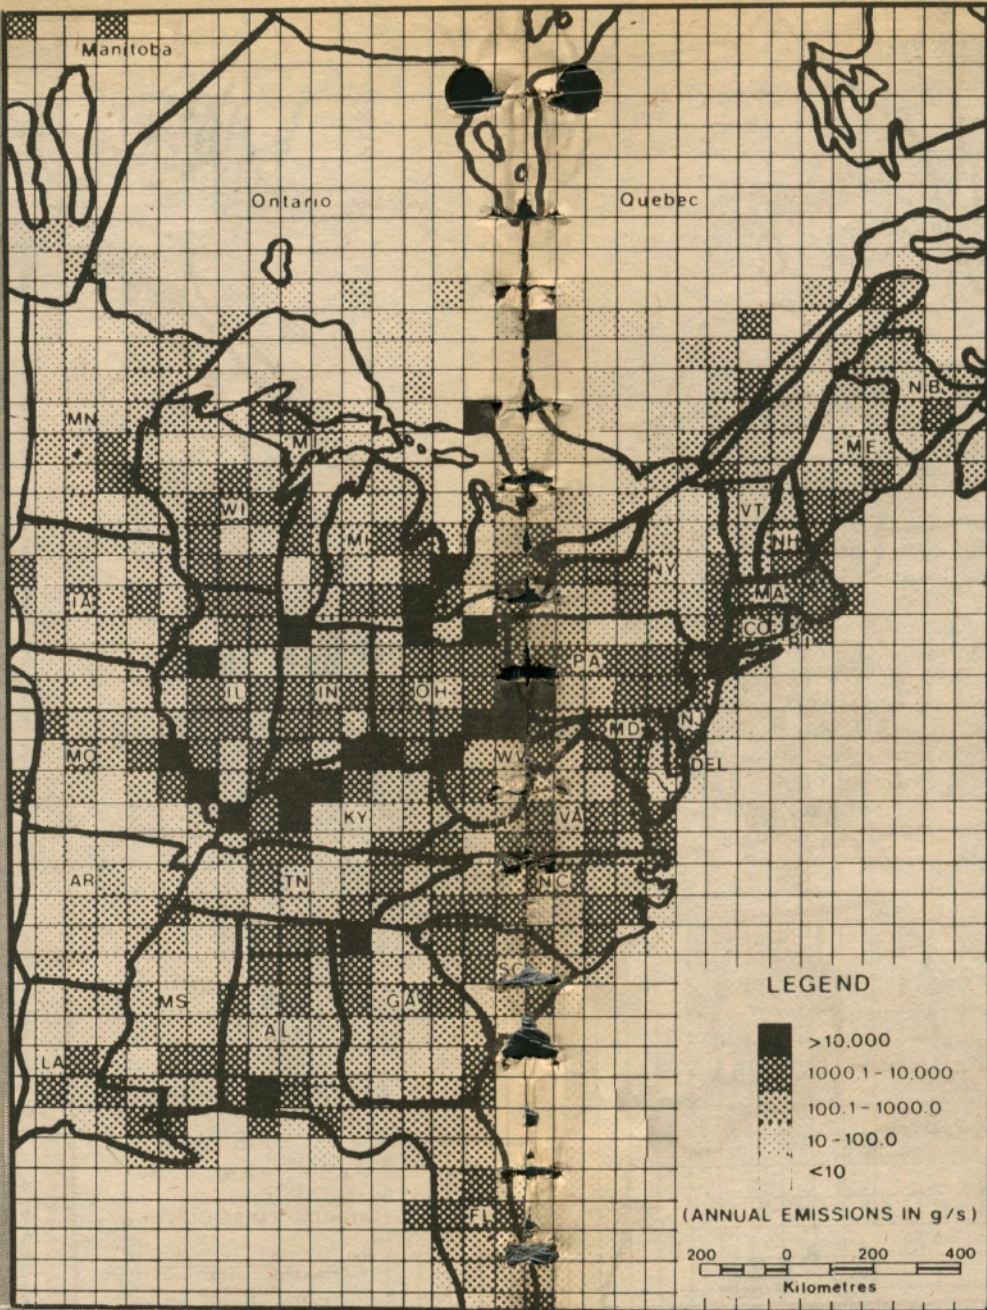 Manitoba
Ontario
Quebec
MN
NB
MI
ME
WI
VT
MI
NH
NY
IA
MA
CO
RI
PA
IL
IN
OH
NJ
MD
MO
WV
DEL
KY
VA
AR
TN
NC
SC
MS
GA
AL
LA
FL
LEGEND
>10,000
1000.1-10,000
100.1-1000.0
10-100.0
<10
(ANNUAL EMISSIONS IN g/s)
200 0 200 400
Kilometres